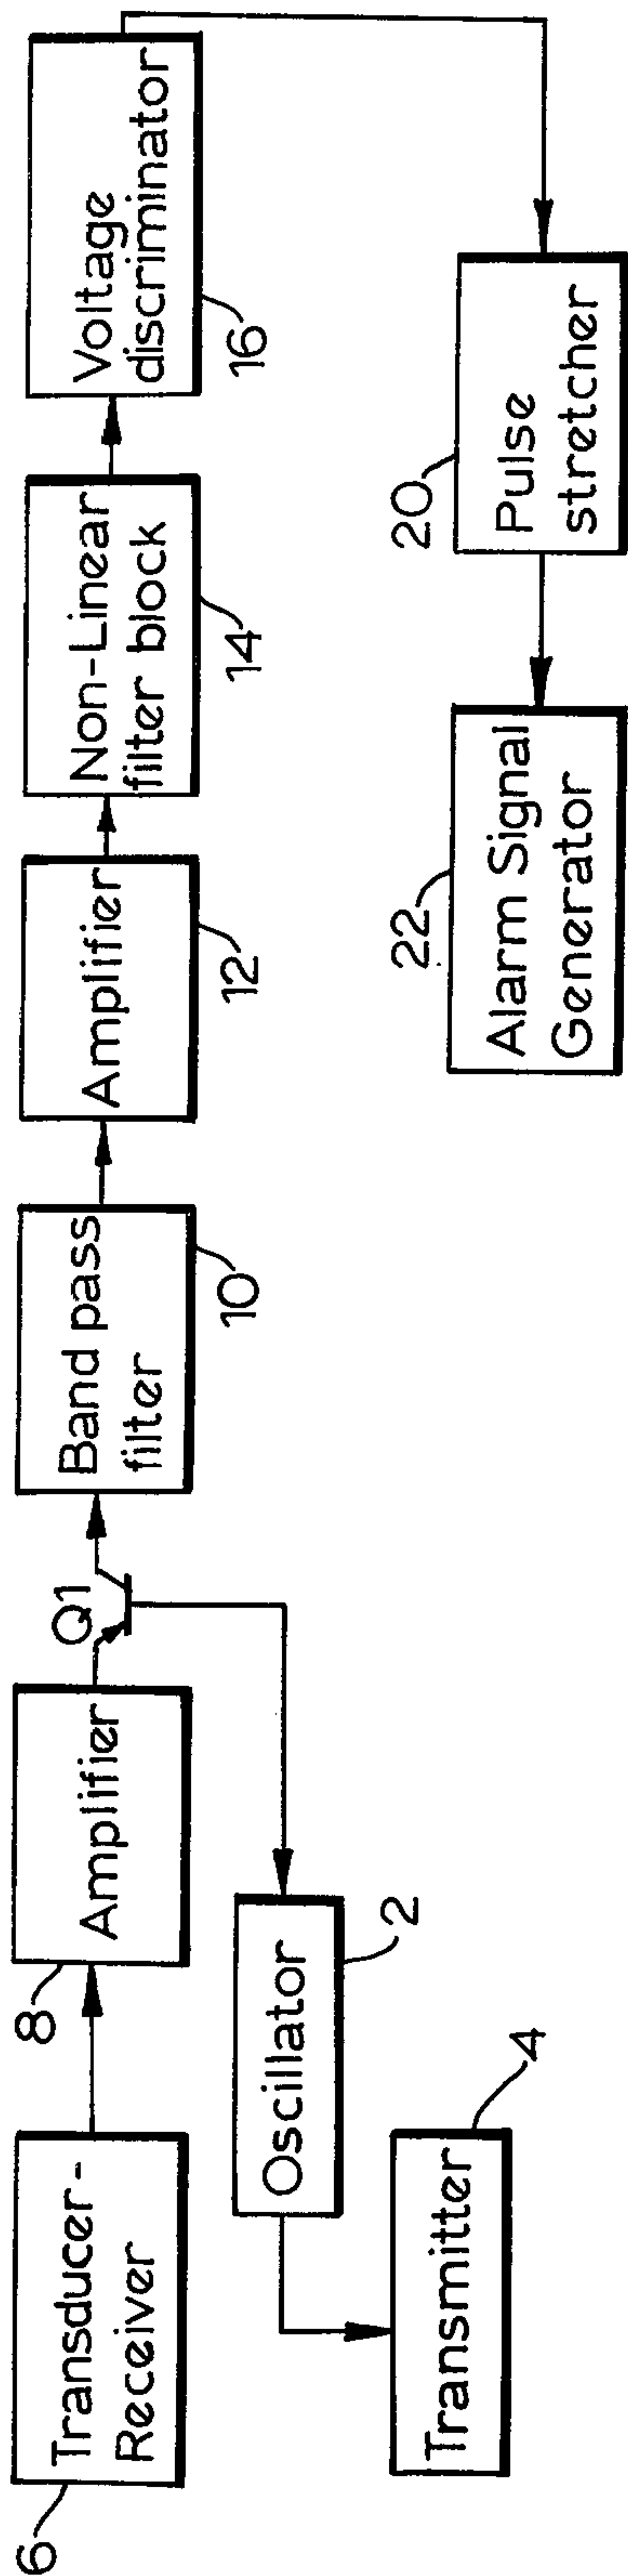 6
Transducer-
Receiver
8
Amplifier
Q1
Band pass
filter
10
Amplifier
12
Non-Linear
filter block
14
Voltage
discriminator
16
Oscillator
2
Transmitter
4
20
Pulse
stretcher
22
Alarm Signal
Generator